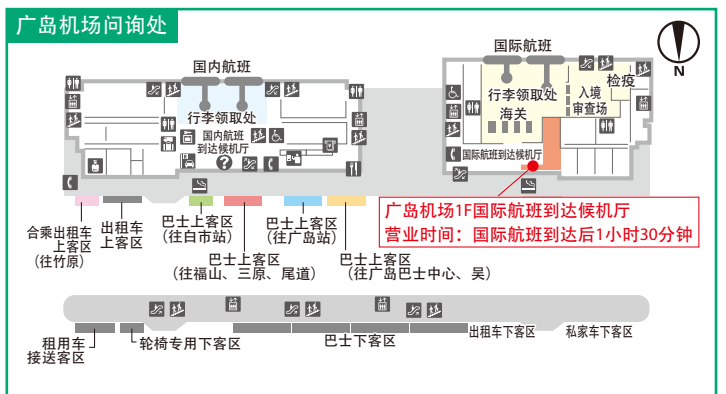 广岛机场问询处
国内航班
行李领取处
国内航班
到达候机厅
国际航班
行李领取处
海关
入境
审查场
检疫
国际航班到达候机厅
N
广岛机场1F国际航班到达候机厅
营业时间：国际航班到达后1小时30分钟
合乘出租车
上客区
（往竹原）
出租车
上客区
巴士上客区
（往白市站）
巴士上客区
（往福山、三原、尾道）
巴士上客区
（往广岛站）
巴士上客区
（往广岛巴士中心、吴）
租用车
接送客区
轮椅专用下客区
巴士下客区
出租车下客区
私家车下客区